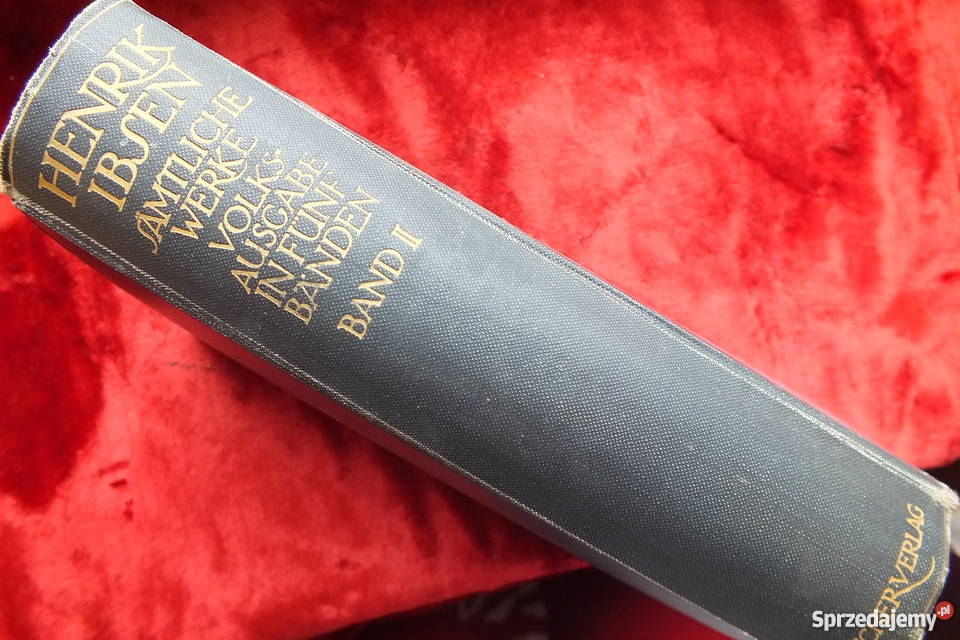 HENRIK
IBSEN
SÄMTLICHE
WERKE
VOLKS-
AUSGABE
IN FÜNF
BÄNDEN
BAND II
VERLAG
Sprzedajemy.pl